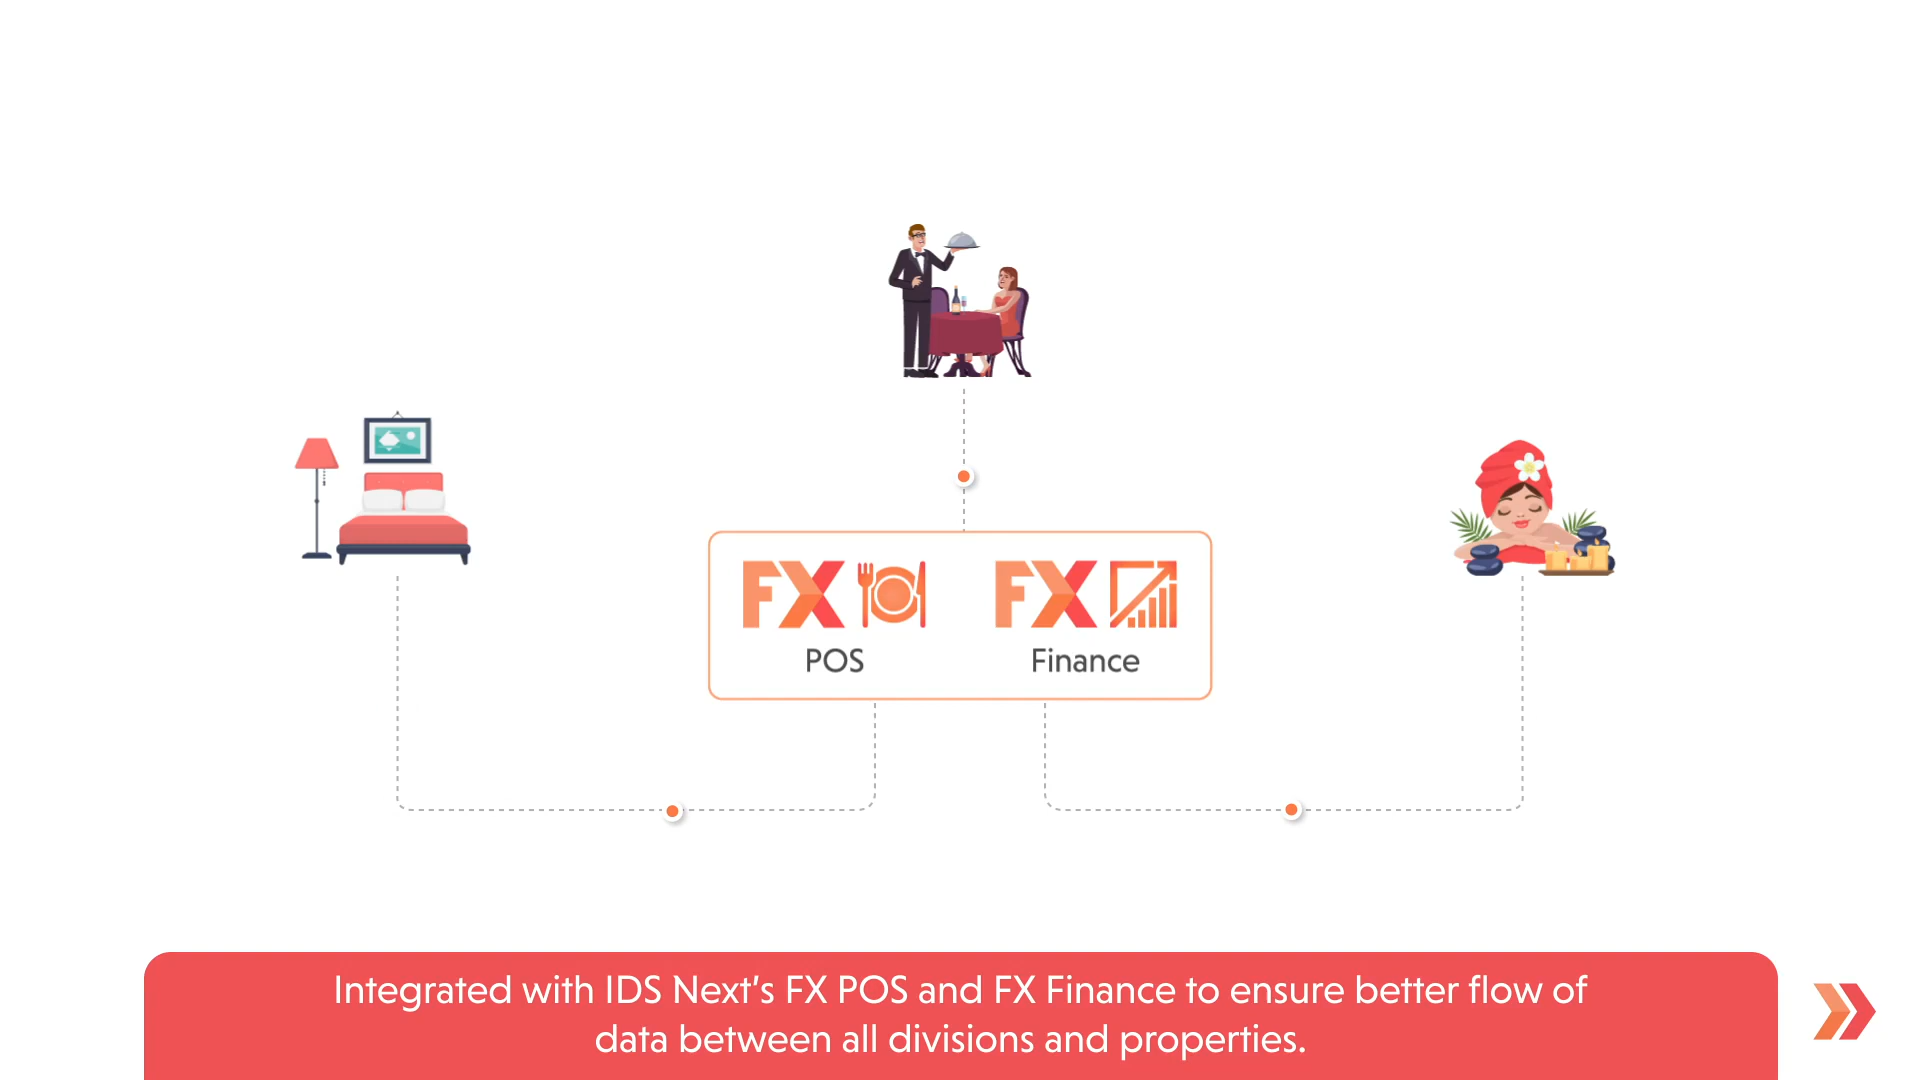 FX FX
POS Finance
Integrated with IDS Next's FX POS and FX Finance to ensure better flow of
data between all divisions and properties.